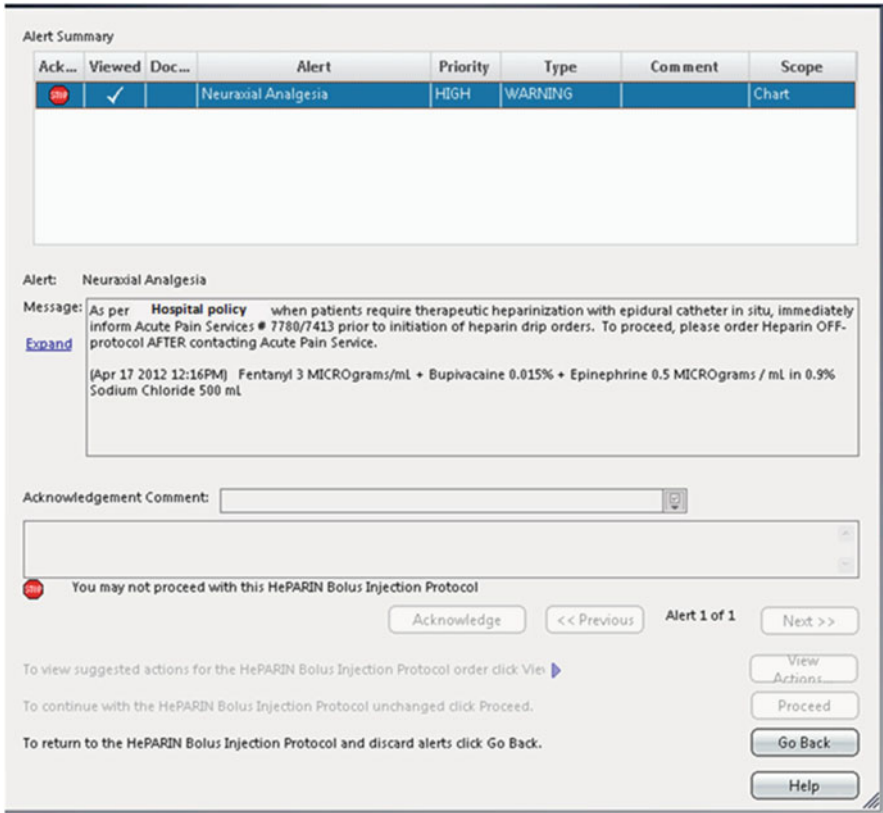 Alert Summary
Ack... Viewed Doc... Alert Priority Type Comment Scope
STOP Neuraxial Analgesia HIGH WARNING Chart
Alert: Neuraxial Analgesia
Message: As per Hospital policy when patients require therapeutic heparinization with epidural catheter in situ, immediately
inform Acute Pain Services # 7780/7413 prior to initiation of heparin drip orders. To proceed, please order Heparin OFF-
Expand
protocol AFTER contacting Acute Pain Service.
(Apr 17 2012 12:16PM) Fentanyl 3 MICROgrams/mL + Bupivacaine 0.015% + Epinephrine 0.5 MICROgrams / mL in 0.9%
Sodium Chloride 500 mL
Acknowledgement Comment:
STOP You may not proceed with this HePARIN Bolus Injection Protocol
Acknowledge << Previous Alert 1 of 1 Next >>
To view suggested actions for the HePARIN Bolus Injection Protocol order click Vie
View
Actions...
To continue with the HePARIN Bolus Injection Protocol unchanged click Proceed.
Proceed
To return to the HePARIN Bolus Injection Protocol and discard alerts click Go Back.
Go Back
Help